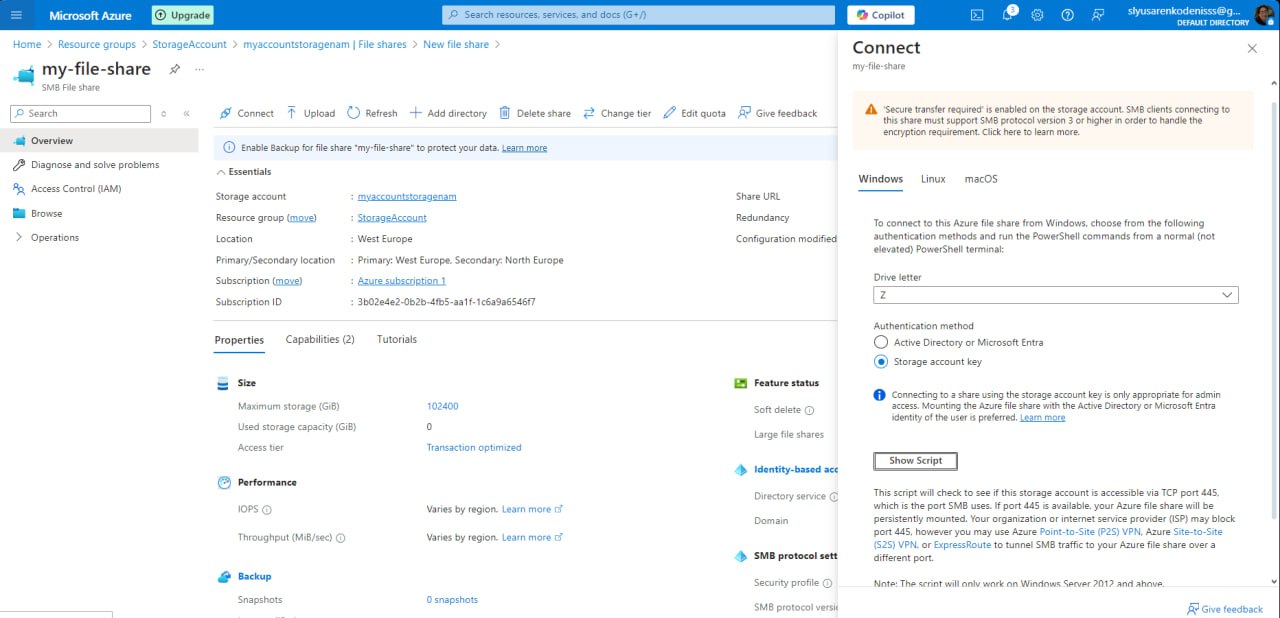 Microsoft Azure
Upgrade
Search resources, services, and docs (G+/)
Copilot
3
slyusarenkodenisss@g...
DEFAULT DIRECTORY
Home > Resource groups > StorageAccount > myaccountstoragenam | File shares > New file share >
my-file-share
...
SMB File share
Search
Overview
Diagnose and solve problems
Access Control (IAM)
Browse
Operations
Connect
Upload
Refresh
Add directory
Delete share
Change tier
Edit quota
Give feedback
Enable Backup for file share "my-file-share" to protect your data. Learn more
Essentials
Storage account : myaccountstoragenam
Resource group (move) : StorageAccount
Location : West Europe
Primary/Secondary location : Primary: West Europe, Secondary: North Europe
Subscription (move) : Azure subscription 1
Subscription ID : 3b02e4e2-0b2b-4fb5-aa1f-1c6a9a6546f7
Share URL
Redundancy
Configuration modified
Properties
Capabilities (2)
Tutorials
Size
Maximum storage (GiB) 102400
Used storage capacity (GiB) 0
Access tier Transaction optimized
Performance
IOPS Varies by region. Learn more
Throughput (MiB/sec) Varies by region. Learn more
Backup
Snapshots 0 snapshots
Feature status
Soft delete
Large file shares
Identity-based acc
Directory service
Domain
SMB protocol sett
Security profile
SMB protocol versio
Connect
my-file-share
'Secure transfer required' is enabled on the storage account. SMB clients connecting to
this share must support SMB protocol version 3 or higher in order to handle the
encryption requirement. Click here to learn more.
Windows
Linux
macOS
To connect to this Azure file share from Windows, choose from the following
authentication methods and run the PowerShell commands from a normal (not
elevated) PowerShell terminal:
Drive letter
Z
Authentication method
Active Directory or Microsoft Entra
Storage account key
Connecting to a share using the storage account key is only appropriate for admin
access. Mounting the Azure file share with the Active Directory or Microsoft Entra
identity of the user is preferred. Learn more
Show Script
This script will check to see if this storage account is accessible via TCP port 445,
which is the port SMB uses. If port 445 is available, your Azure file share will be
persistently mounted. Your organization or internet service provider (ISP) may block
port 445, however you may use Azure Point-to-Site (P2S) VPN, Azure Site-to-Site
(S2S) VPN, or ExpressRoute to tunnel SMB traffic to your Azure file share over a
different port.
Note: The script will only work on Windows Server 2012 and above.
Give feedback